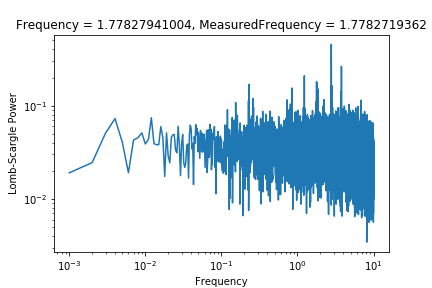 Frequency = 1.77827941004, MeasuredFrequency = 1.7782719362
Lomb-Scargle Power
10⁻¹
10⁻²
10⁻³ 10⁻² 10⁻¹ 10⁰ 10¹
Frequency